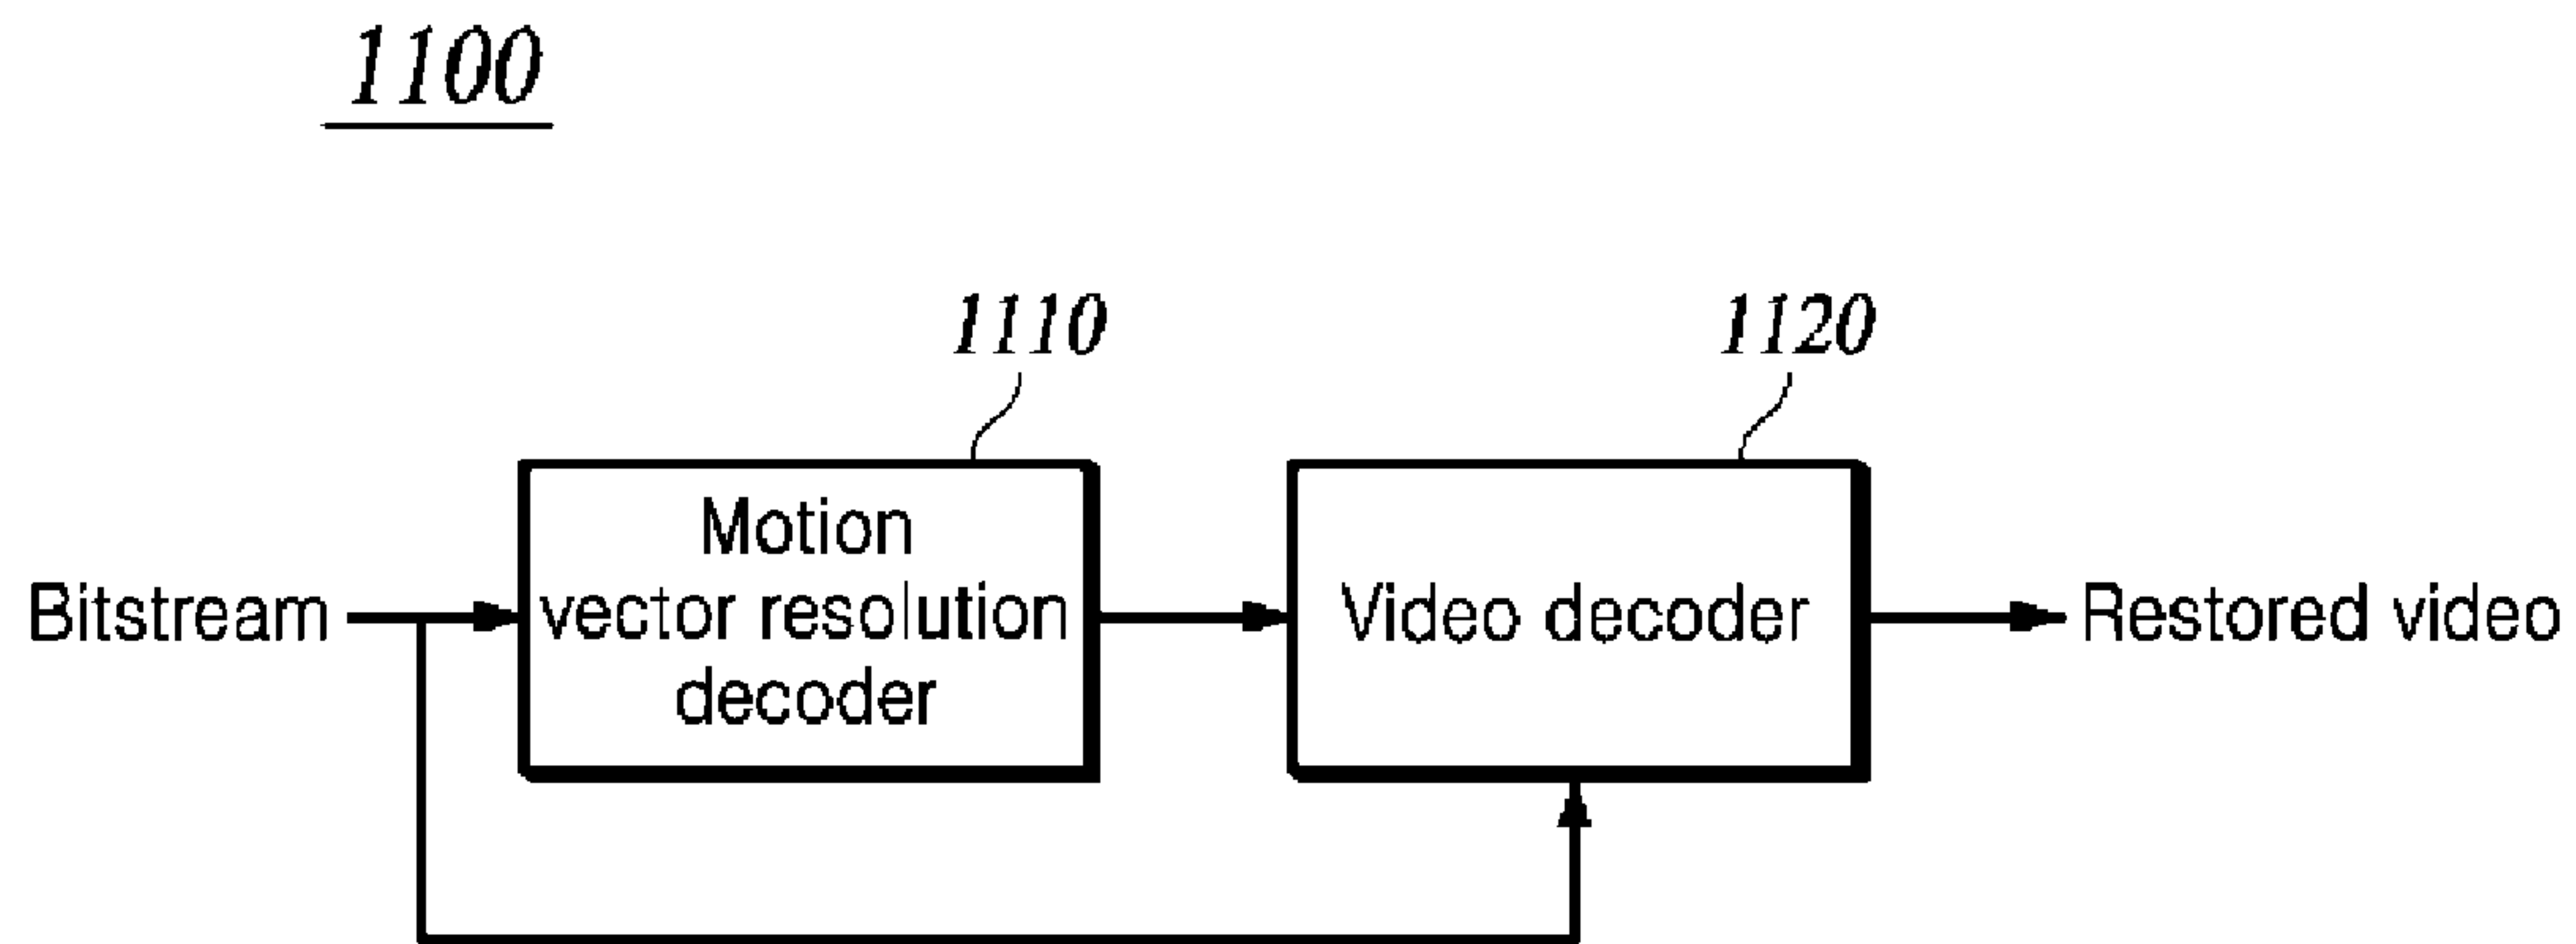 1100
1110
1120
Bitstream
Motion
vector resolution
decoder
Video decoder
Restored video